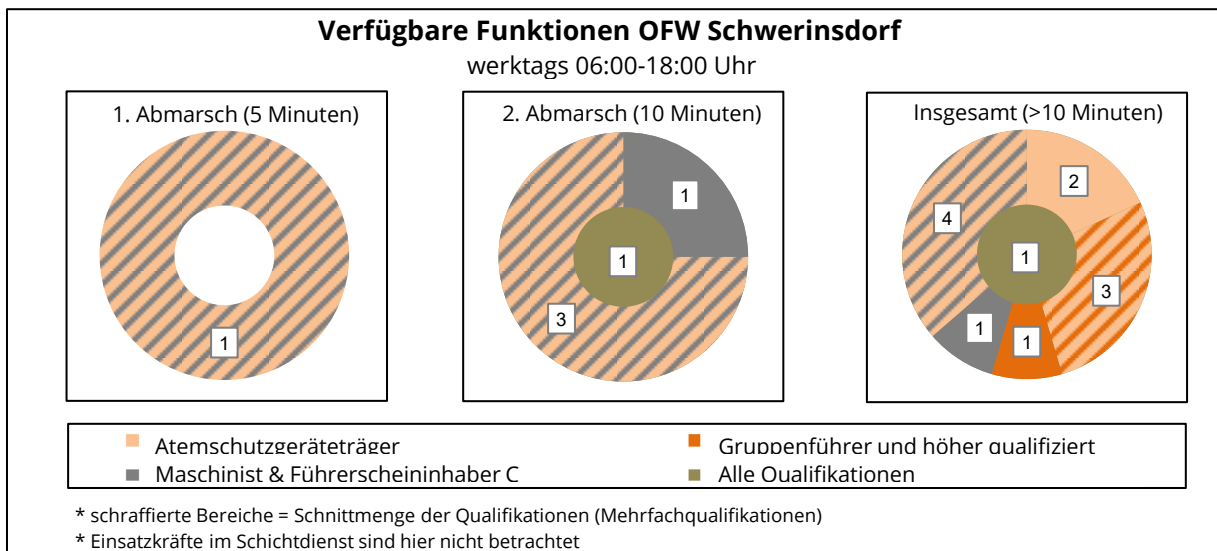 Verfügbare Funktionen OFW Schwerinsdorf
werktags 06:00-18:00 Uhr
1. Abmarsch (5 Minuten)
1
2. Abmarsch (10 Minuten)
1
1
3
Insgesamt (>10 Minuten)
2
4
1
3
1
1
Atemschutzgeräteträger
Gruppenführer und höher qualifiziert
Maschinist & Führerscheininhaber C
Alle Qualifikationen
* schraffierte Bereiche = Schnittmenge der Qualifikationen (Mehrfachqualifikationen)
* Einsatzkräfte im Schichtdienst sind hier nicht betrachtet